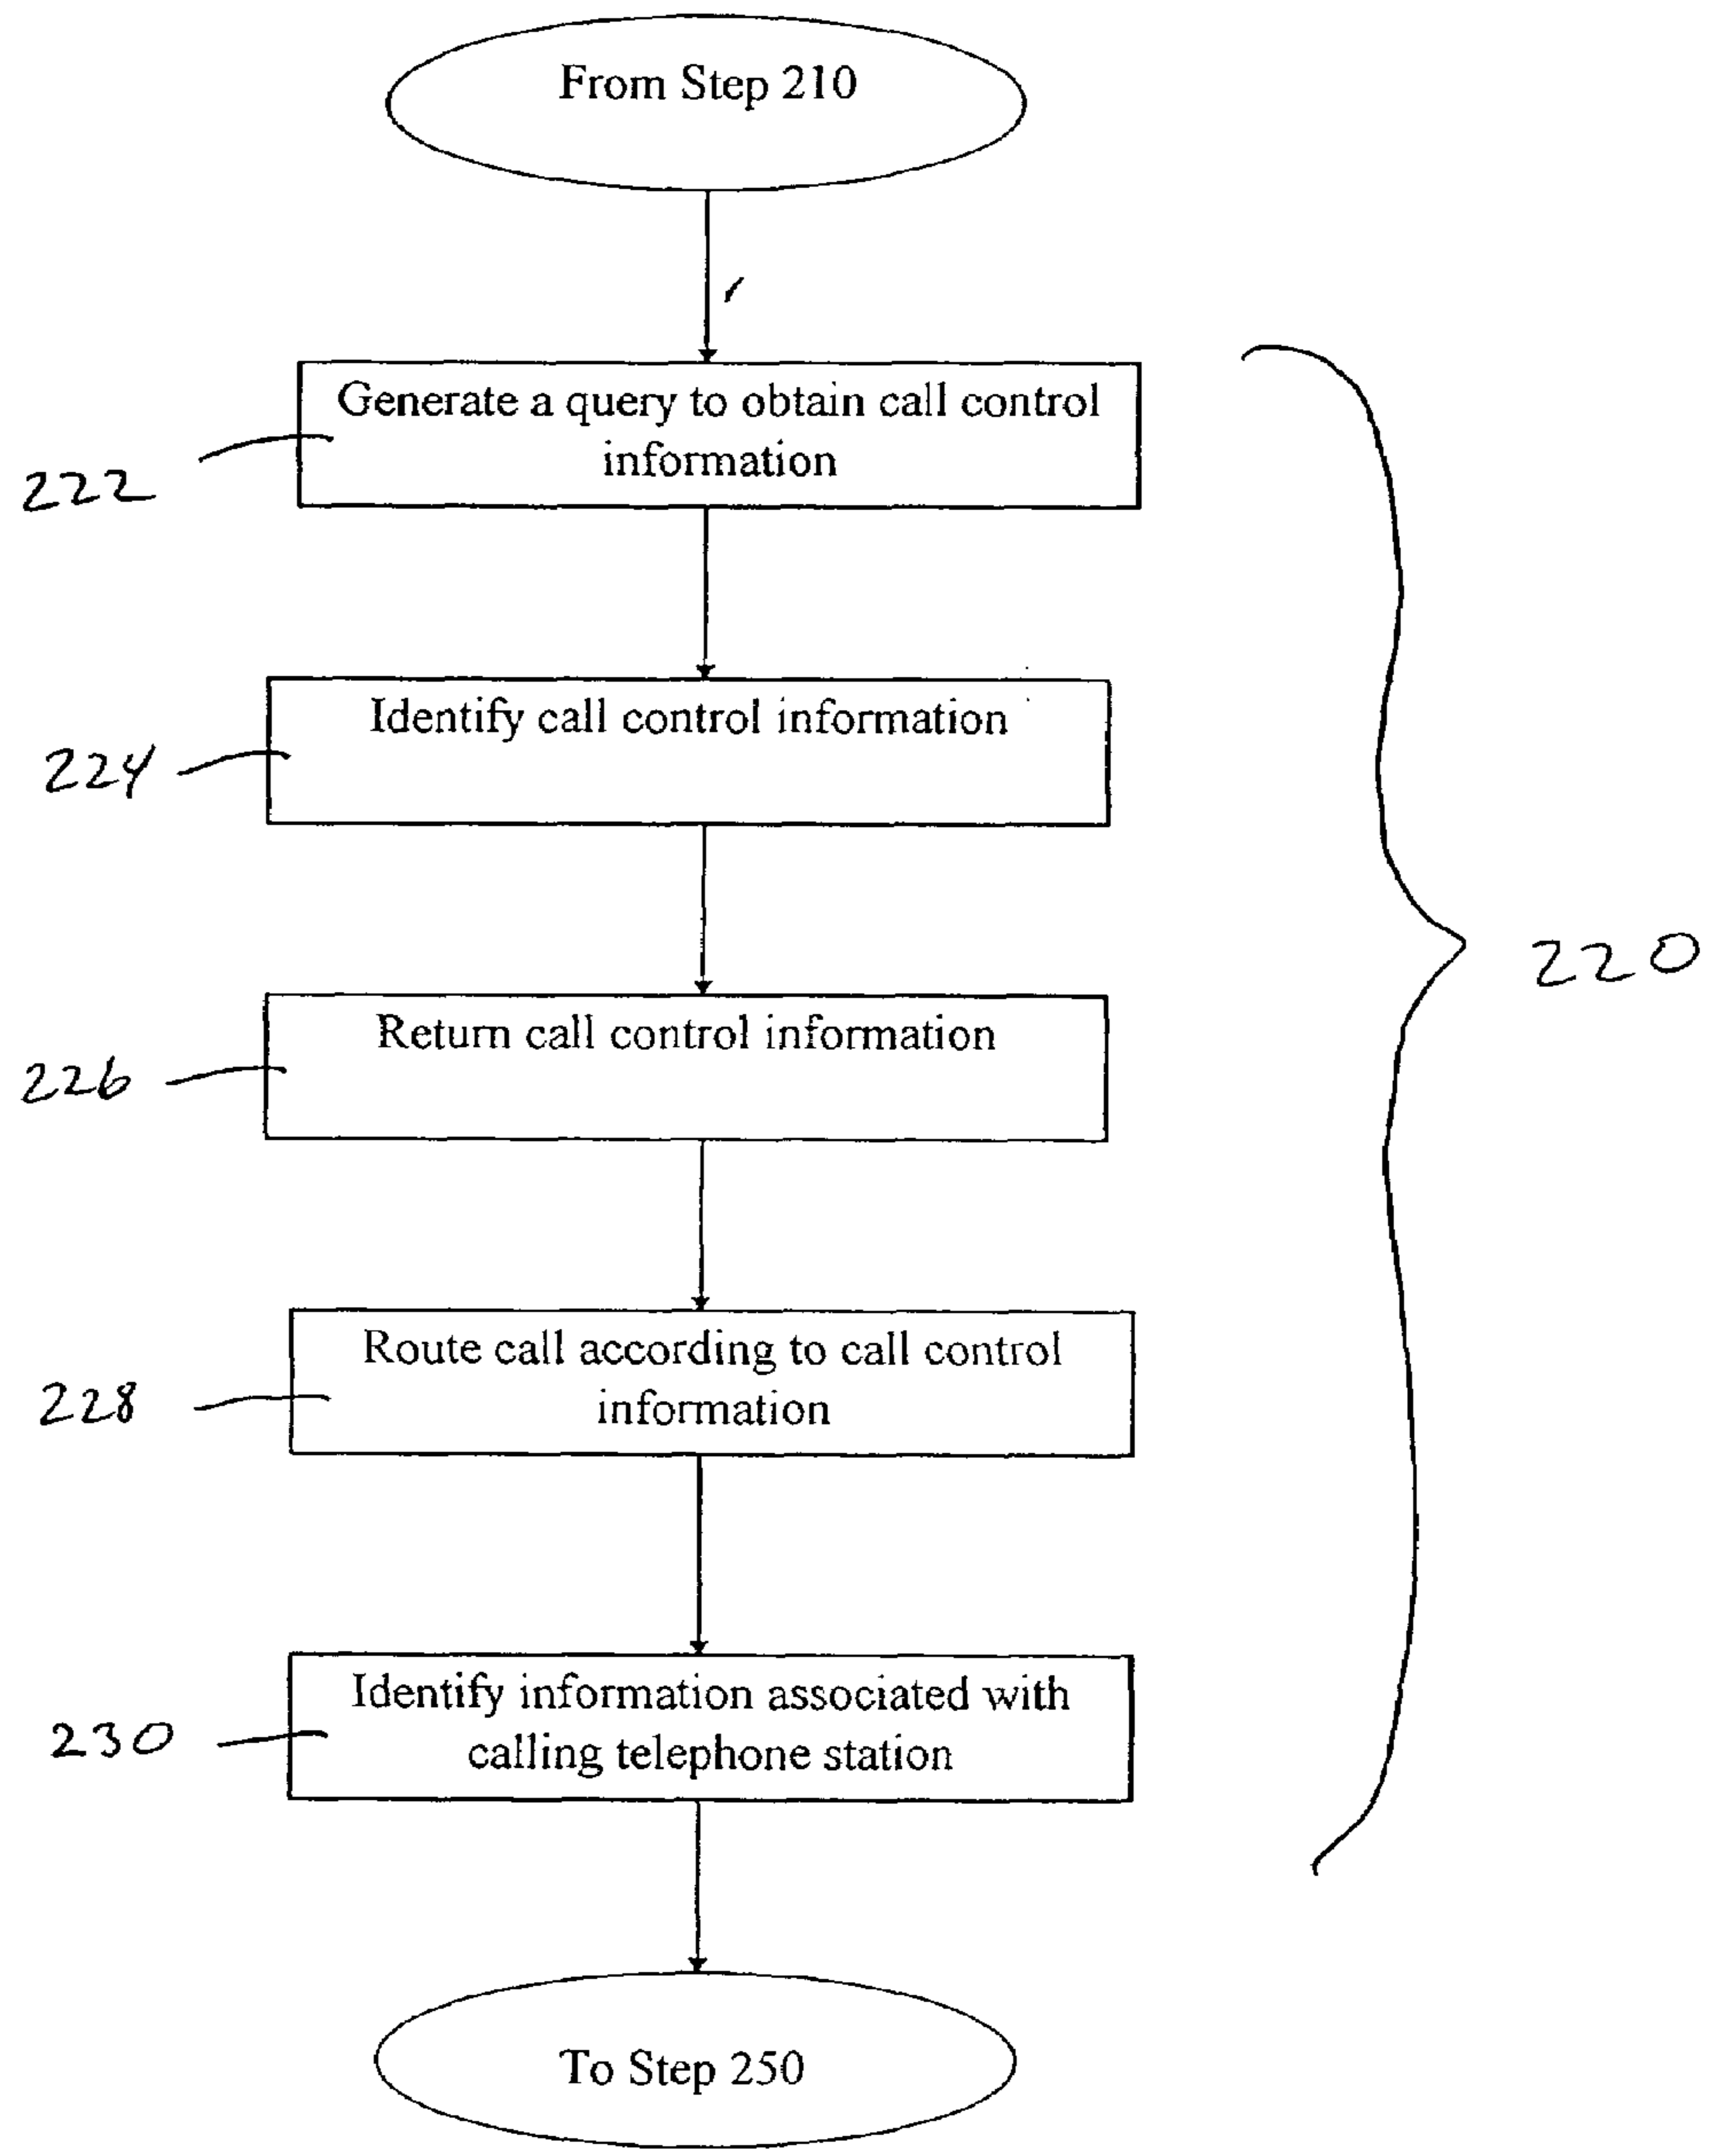 From Step 210
Generate a query to obtain call control
information
222
Identify call control information
224
220
Return call control information
226
Route call according to call control
information
228
Identify information associated with
calling telephone station
230
To Step 250